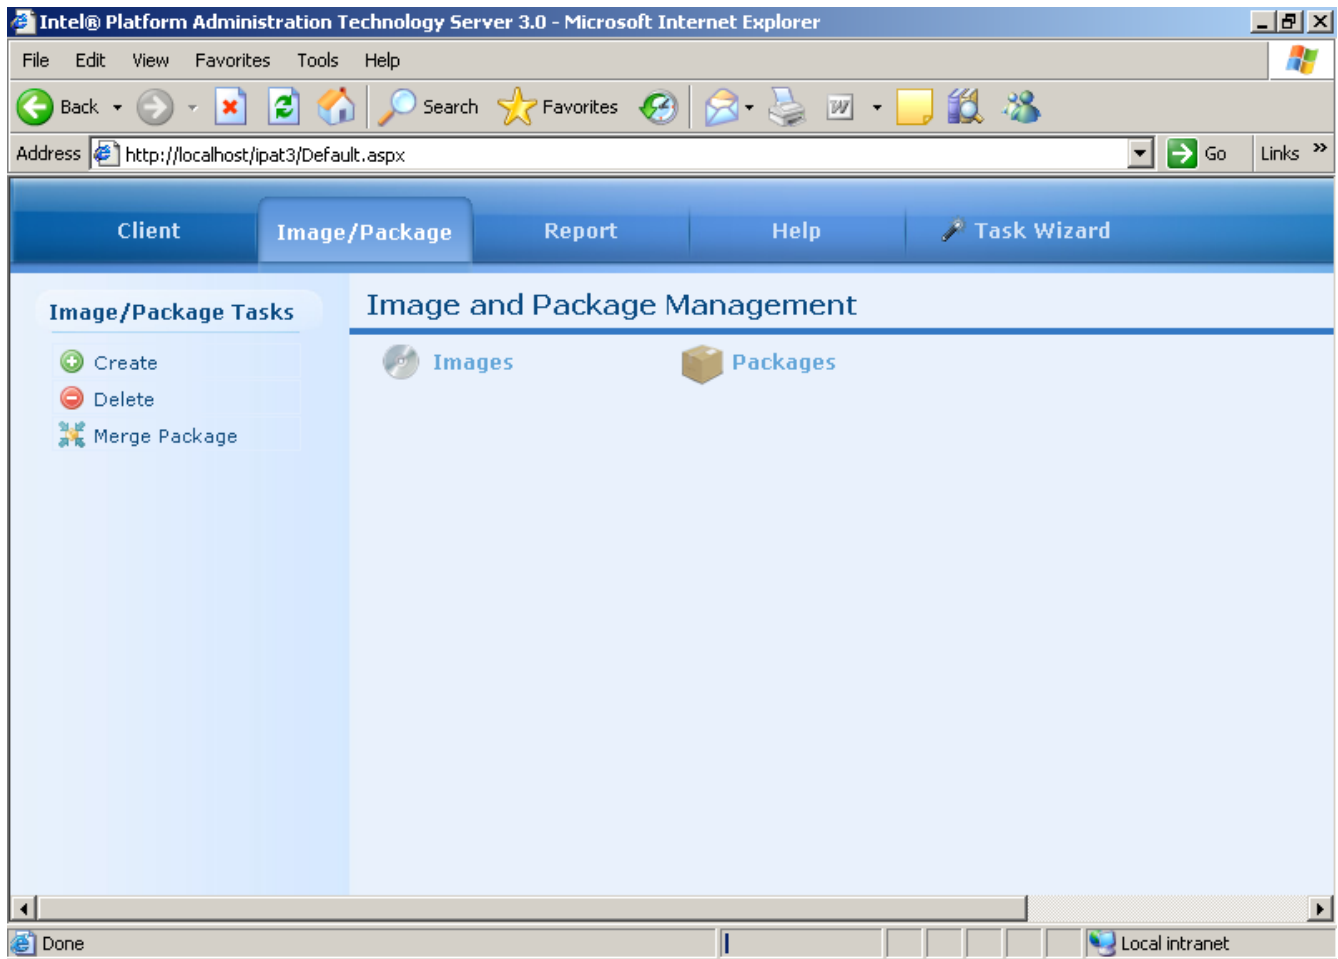 Intel® Platform Administration Technology Server 3.0 - Microsoft Internet Explorer
File Edit View Favorites Tools Help
Back Search Favorites W
Address http://localhost/ipat3/Default.aspx Go Links »
Client Image/Package Report Help Task Wizard
Image/Package Tasks
Create
Delete
Merge Package
Image and Package Management
Images Packages
Done Local intranet